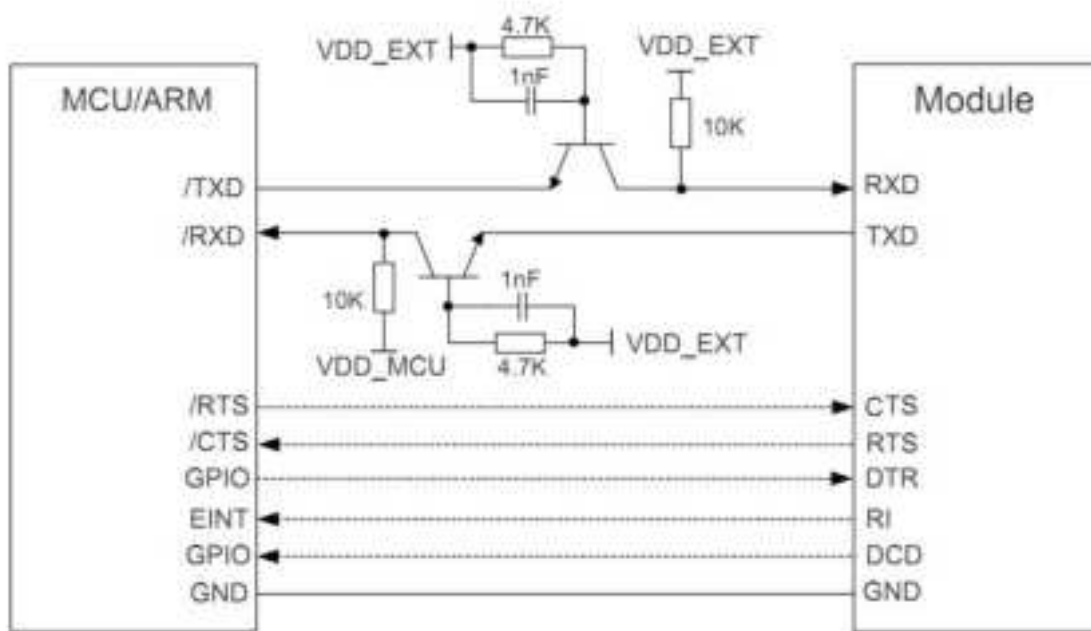 4.7K
VDD_EXT
VDD_EXT
1nF
MCU/ARM
Module
10K
/TXD
RXD
/RXD
TXD
1nF
10K
VDD_EXT
4.7K
VDD_MCU
/RTS
CTS
/CTS
RTS
GPIO
DTR
EINT
RI
GPIO
DCD
GND
GND